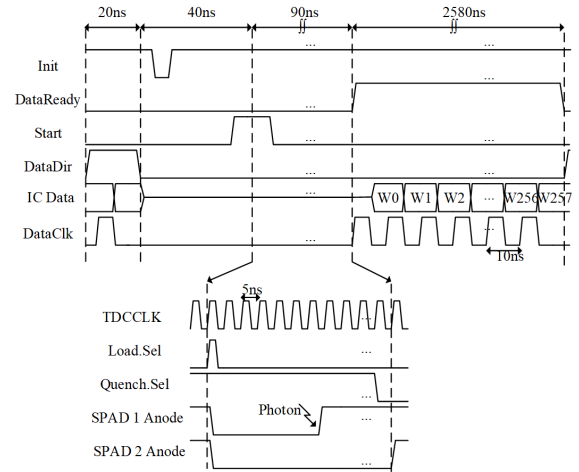 20ns 40ns 90ns 2580ns
∫∫ ∫∫
Init ... ...
DataReady ... ...
Start ... ...
DataDir ... ...
IC Data ... W0 W1 W2 ... W256 W257
DataClk ... ...
10ns
5ns
TDCCLK ...
Load.Sel ...
Quench.Sel ...
SPAD 1 Anode Photon ...
SPAD 2 Anode ...